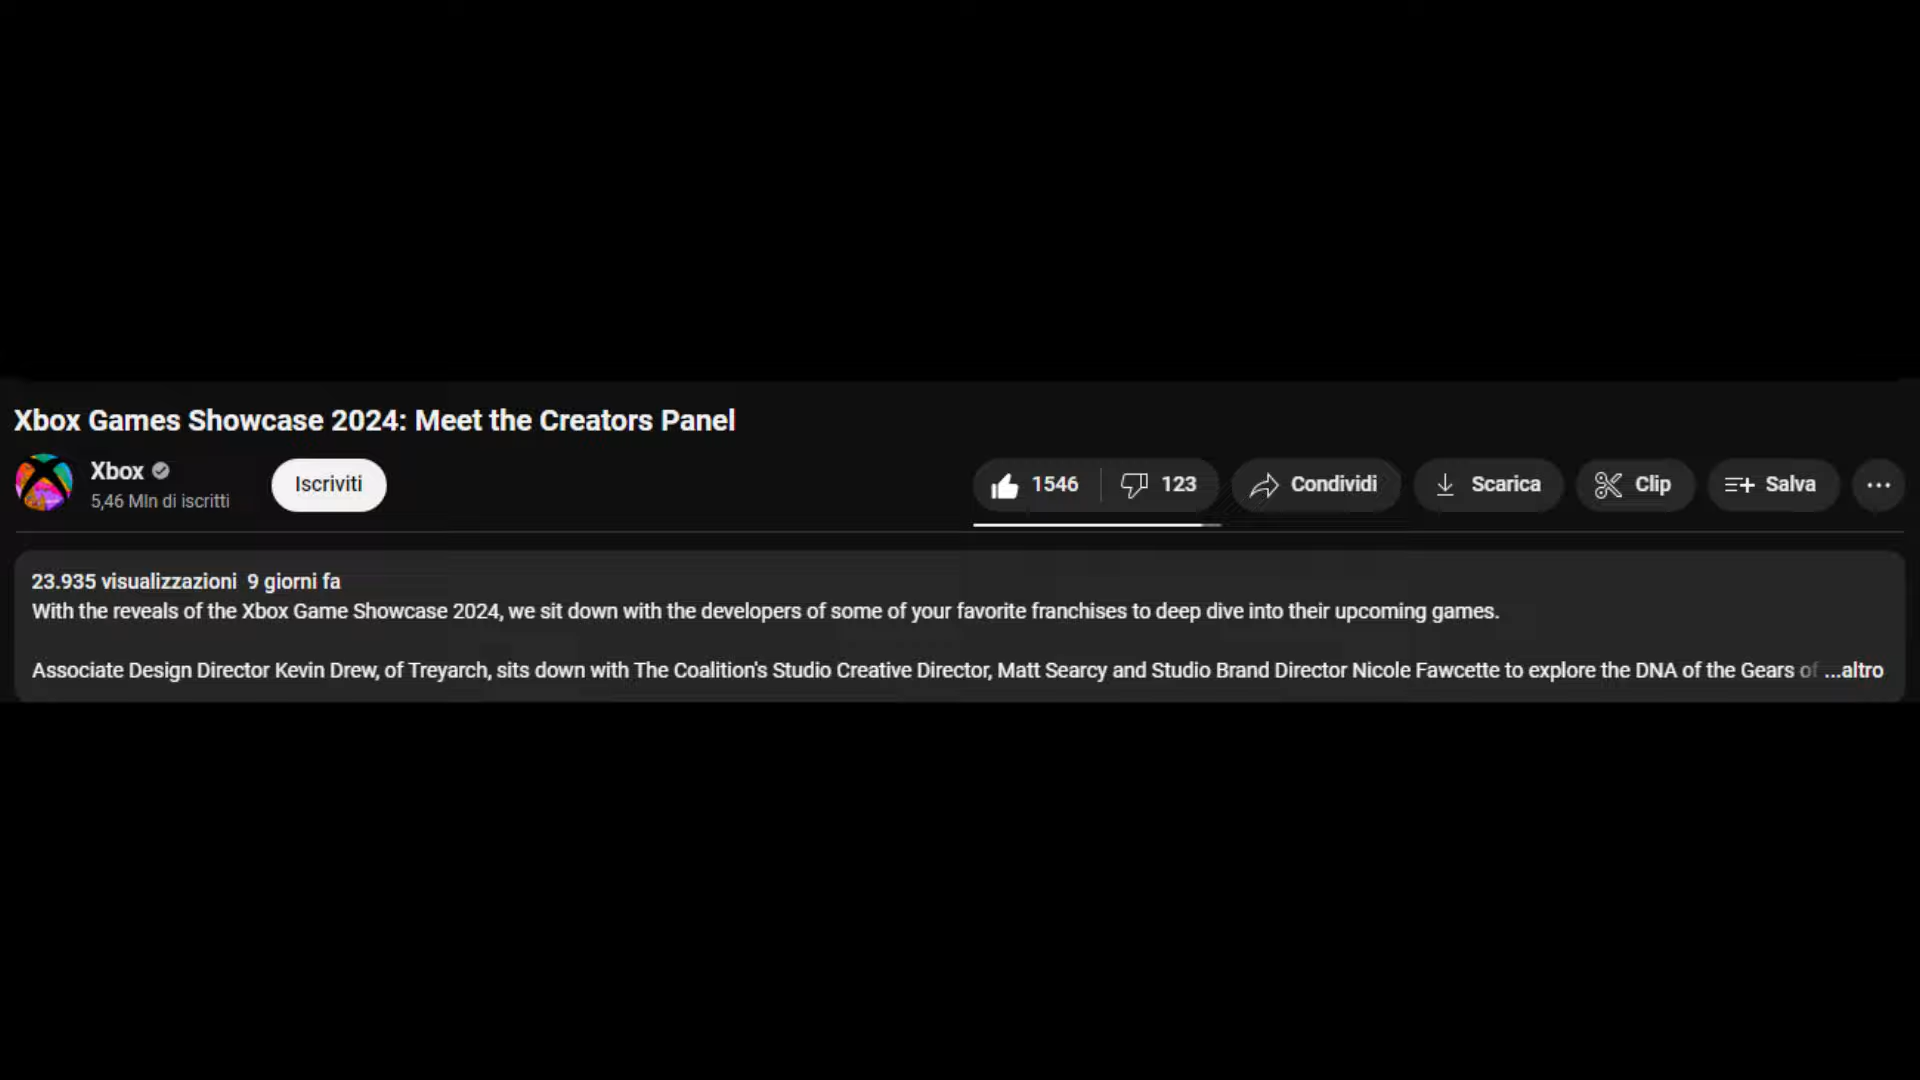 Xbox Games Showcase 2024: Meet the Creators Panel
Xbox
5,46 Mln di iscritti
Iscriviti
1546 123 Condividi Scarica Clip Salva
23.935 visualizzazioni 9 giorni fa
With the reveals of the Xbox Game Showcase 2024, we sit down with the developers of some of your favorite franchises to deep dive into their upcoming games.
Associate Design Director Kevin Drew, of Treyarch, sits down with The Coalition's Studio Creative Director, Matt Searcy and Studio Brand Director Nicole Fawcette to explore the DNA of the Gears of ...altro